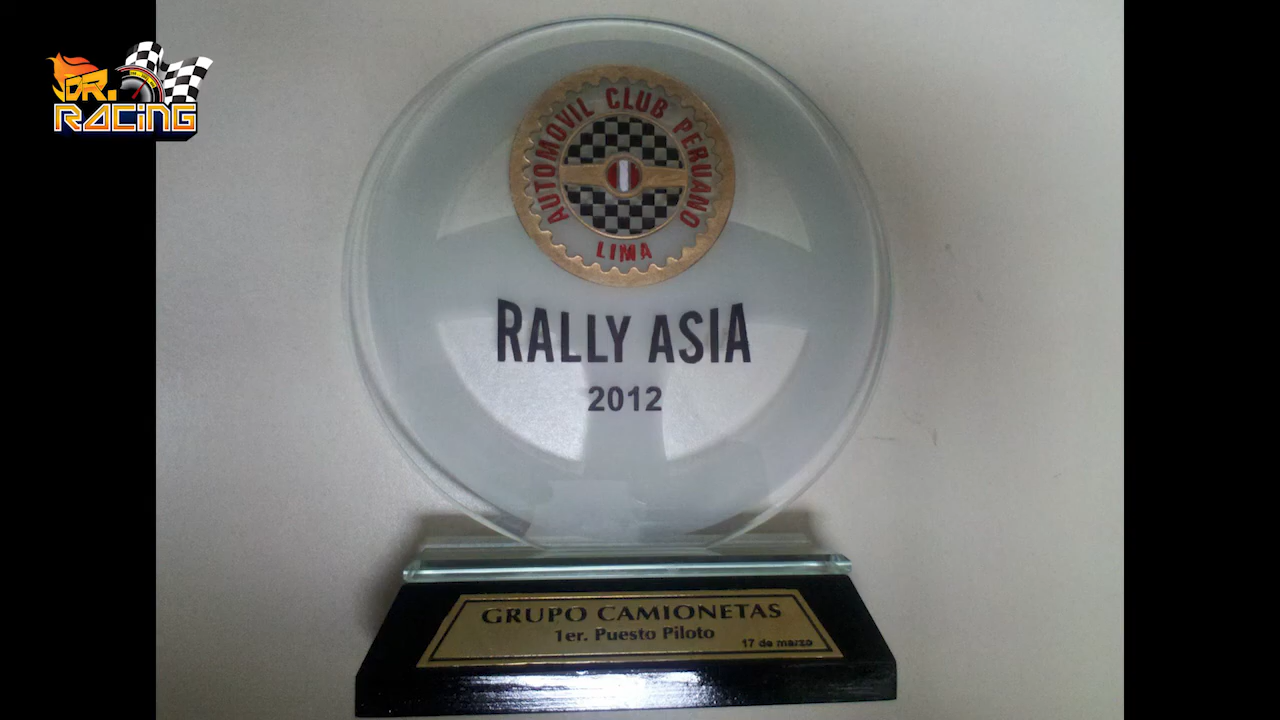 DR.
RACING
AUTOMOVIL CLUB PERUANO
LIMA
RALLY ASIA
2012
GRUPO CAMIONETAS
1er. Puesto Piloto
17 de marzo